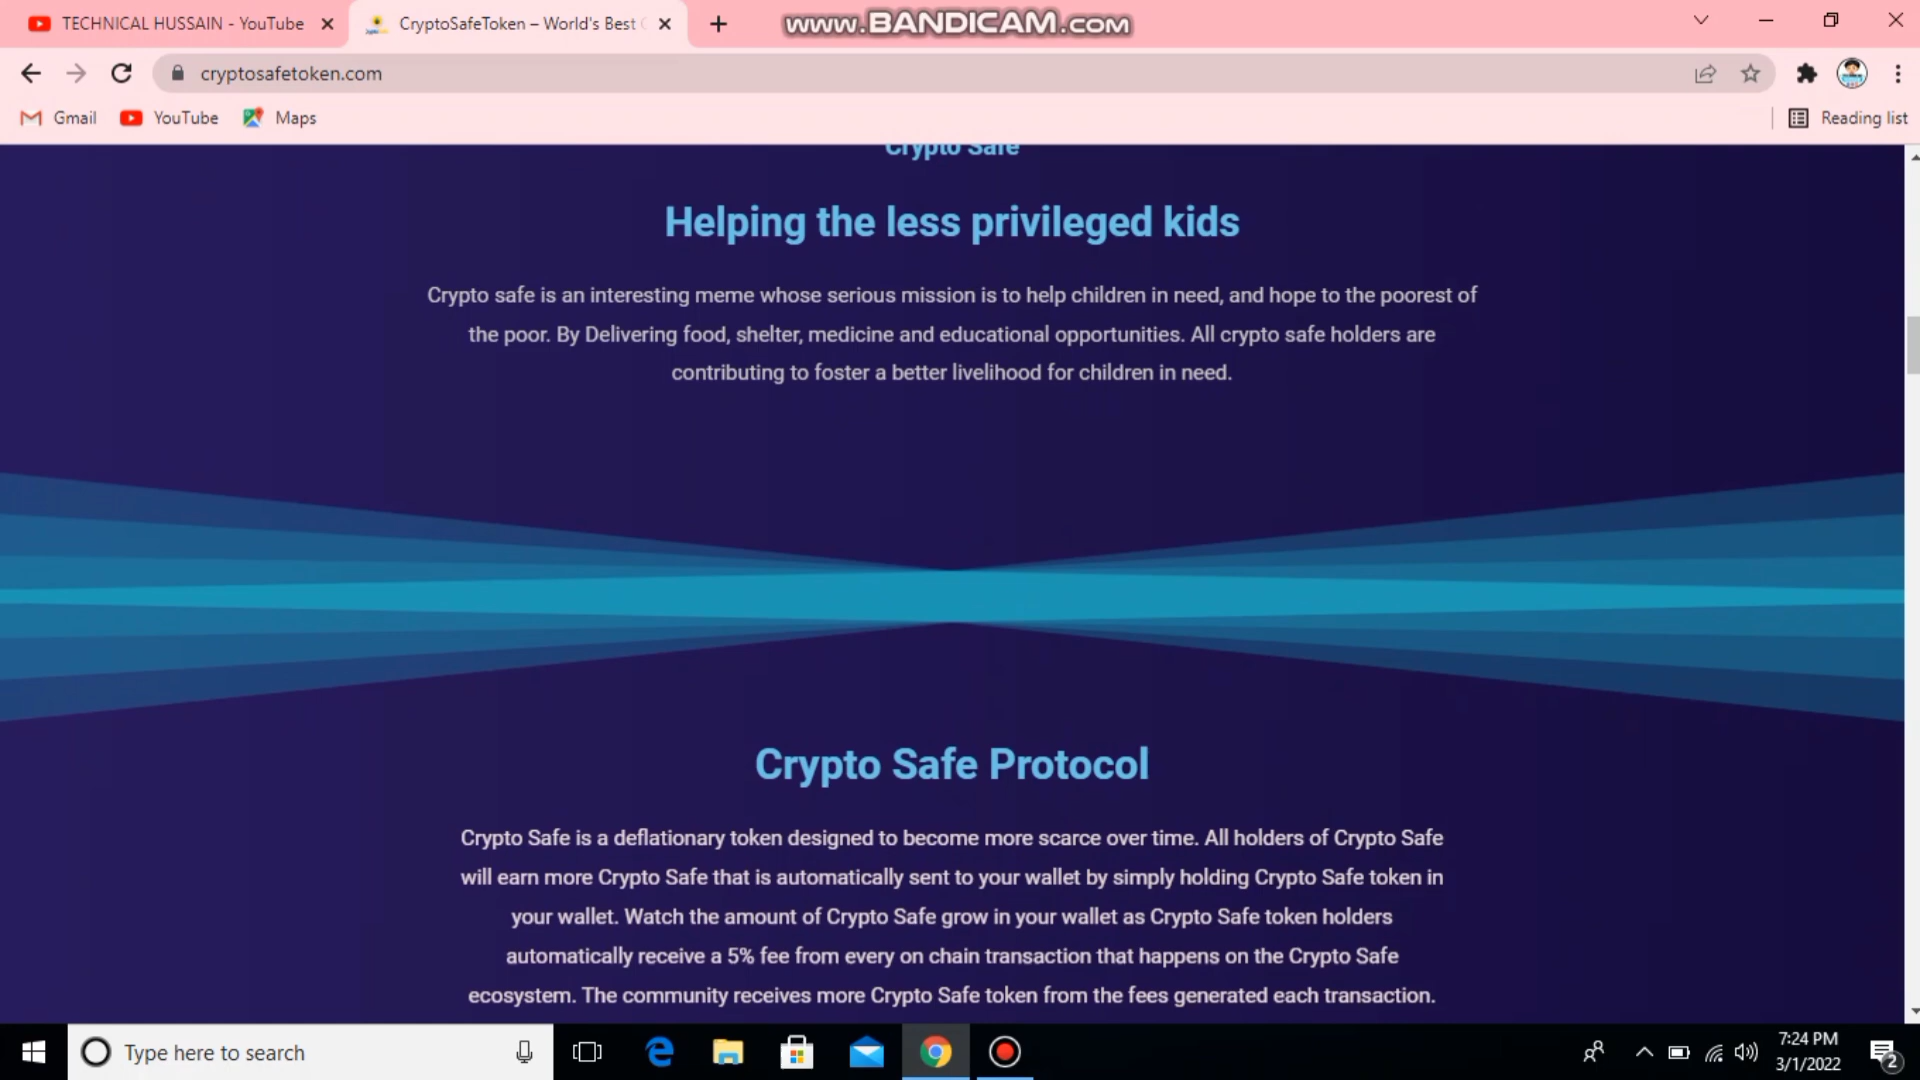 TECHNICAL HUSSAIN - YouTube
CryptoSafeToken – World's Best
www.BANDICAM.com
cryptosafetoken.com
Gmail
YouTube
Maps
Reading list
Crypto Safe
Helping the less privileged kids
Crypto safe is an interesting meme whose serious mission is to help children in need, and hope to the poorest of
the poor. By Delivering food, shelter, medicine and educational opportunities. All crypto safe holders are
contributing to foster a better livelihood for children in need.
Crypto Safe Protocol
Crypto Safe is a deflationary token designed to become more scarce over time. All holders of Crypto Safe
will earn more Crypto Safe that is automatically sent to your wallet by simply holding Crypto Safe token in
your wallet. Watch the amount of Crypto Safe grow in your wallet as Crypto Safe token holders
automatically receive a 5% fee from every on chain transaction that happens on the Crypto Safe
ecosystem. The community receives more Crypto Safe token from the fees generated each transaction.
Type here to search
7:24 PM
3/1/2022
2